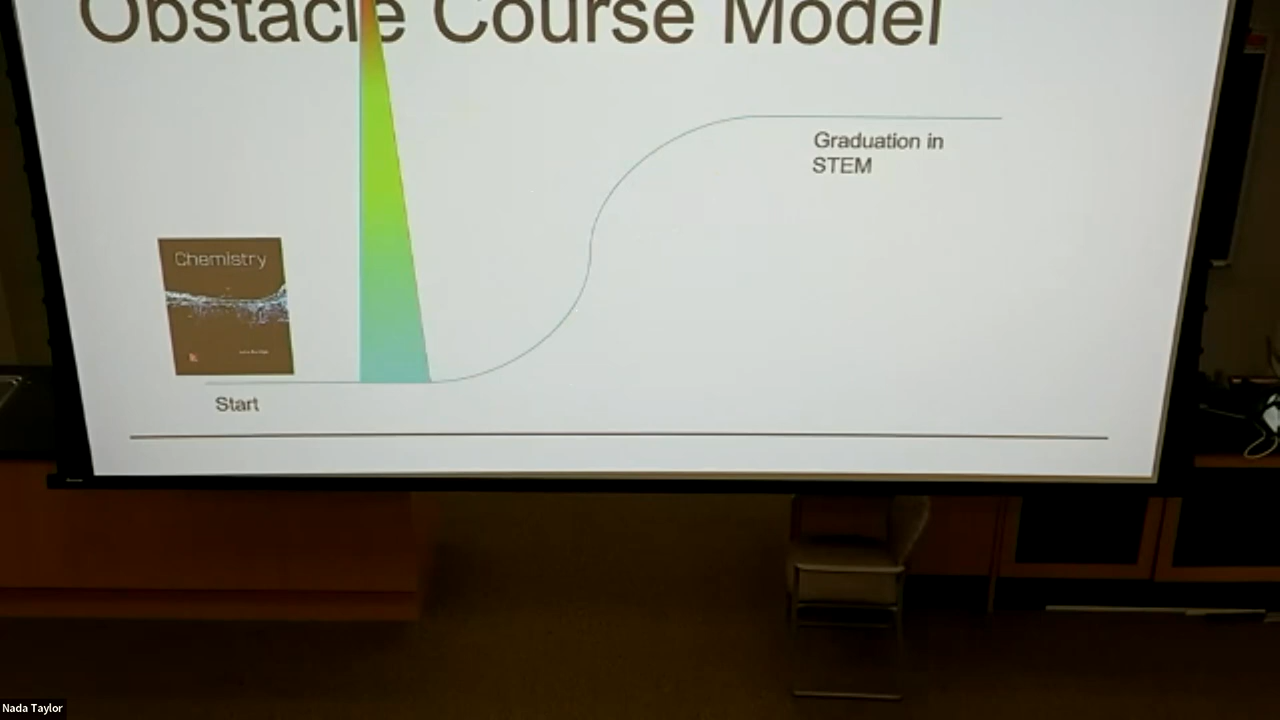 Obstacle Course Model
Graduation in
STEM
Chemistry
Start
Nada Taylor